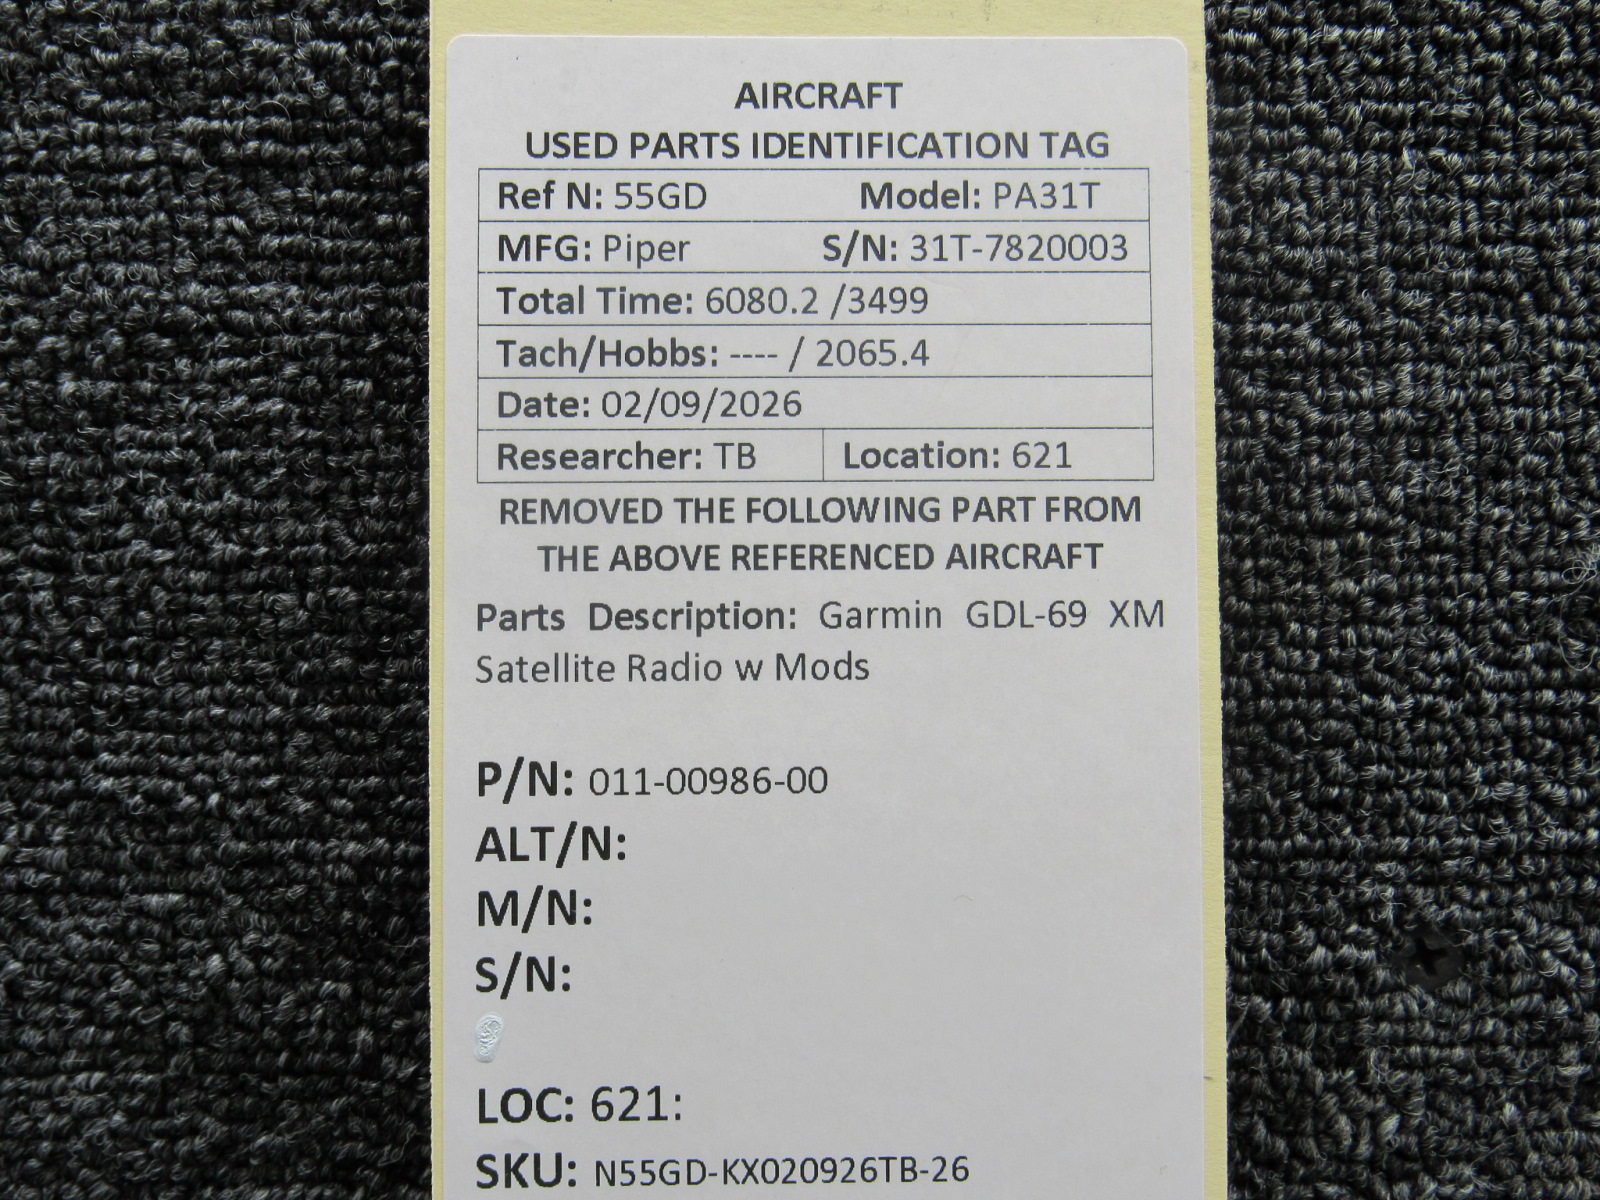 AIRCRAFT
USED PARTS IDENTIFICATION TAG
Ref N: 55GD Model: PA31T
MFG: Piper S/N: 31T-7820003
Total Time: 6080.2 /3499
Tach/Hobbs: ---- / 2065.4
Date: 02/09/2026
Researcher: TB Location: 621
REMOVED THE FOLLOWING PART FROM
THE ABOVE REFERENCED AIRCRAFT
Parts Description: Garmin GDL-69 XM
Satellite Radio w Mods
P/N: 011-00986-00
ALT/N:
M/N:
S/N:
LOC: 621:
SKU: N55GD-KX020926TB-26